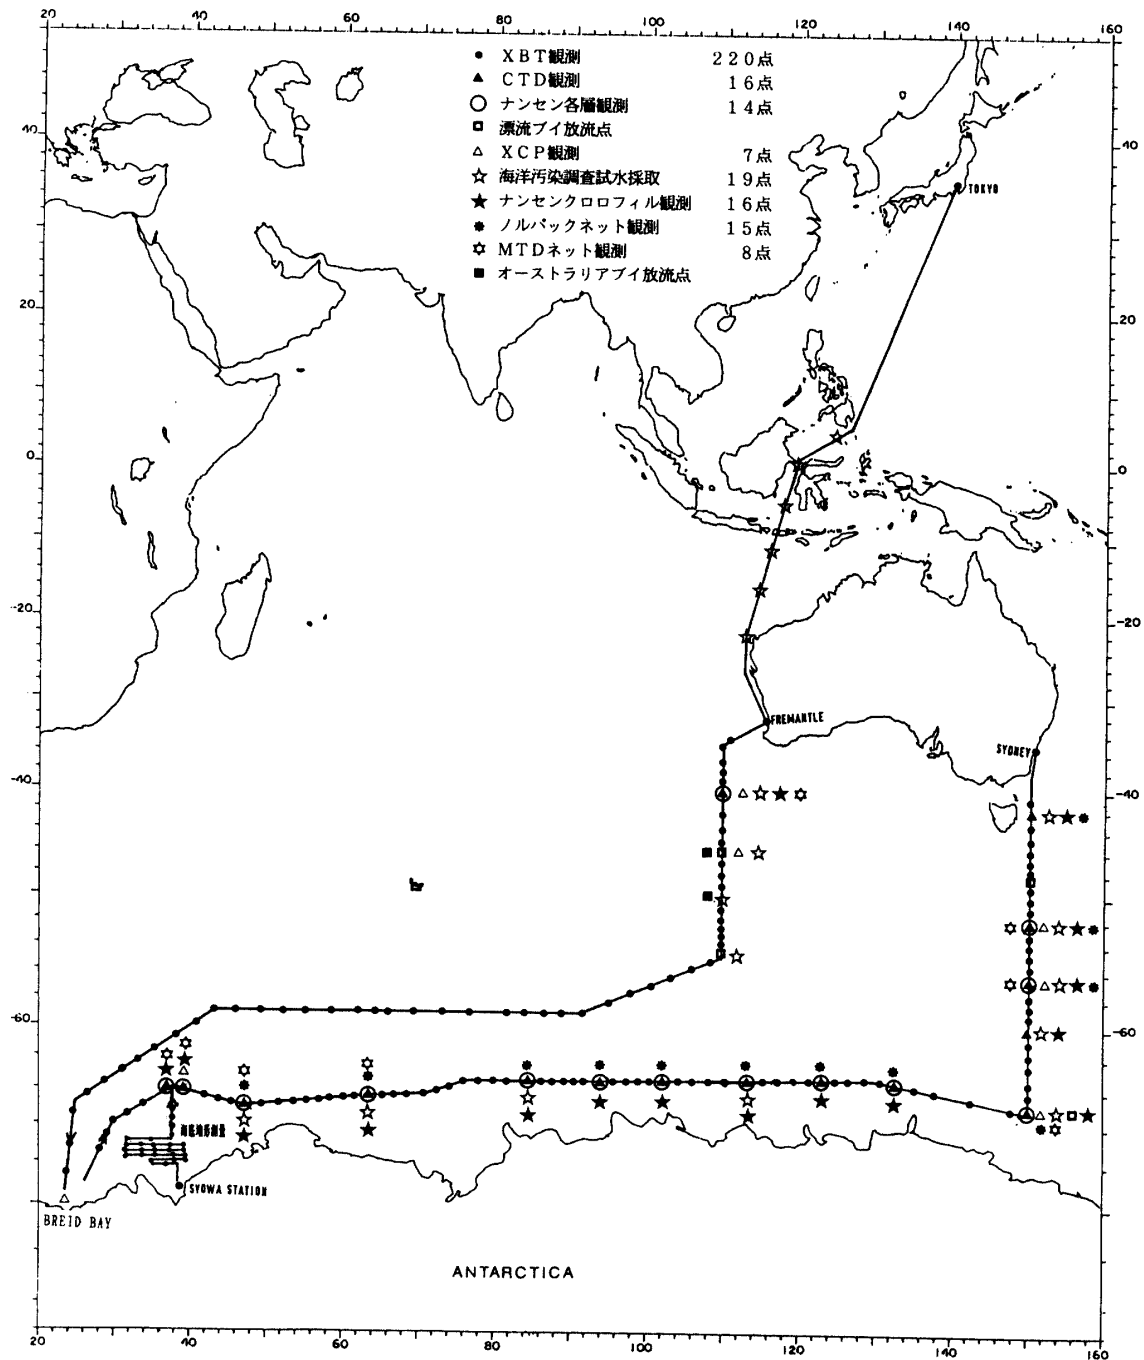 20 60 80 100 120 140 160
● ＸＢＴ観測 ２２０点
▲ ＣＴＤ観測 １６点
◯ ナンセン各層観測 １４点
漂流ブイ放流点
△ ＸＣＰ観測 ７点
☆ 海洋汚染調査試水採取 １９点
★ ナンセンクロロフィル観測 １６点
ノルパックネット観測 １５点
ＭＴＤネット観測 ８点
■ オーストラリアブイ放流点
40 40
TOKYO
20 20
0 0
-20 -20
FREMANTLE
SYDNEY
-40 -40
-60 -60
海底地形測量
SYOWA STATION
BREID BAY
ANTARCTICA
20 40 60 80 100 120 140 160